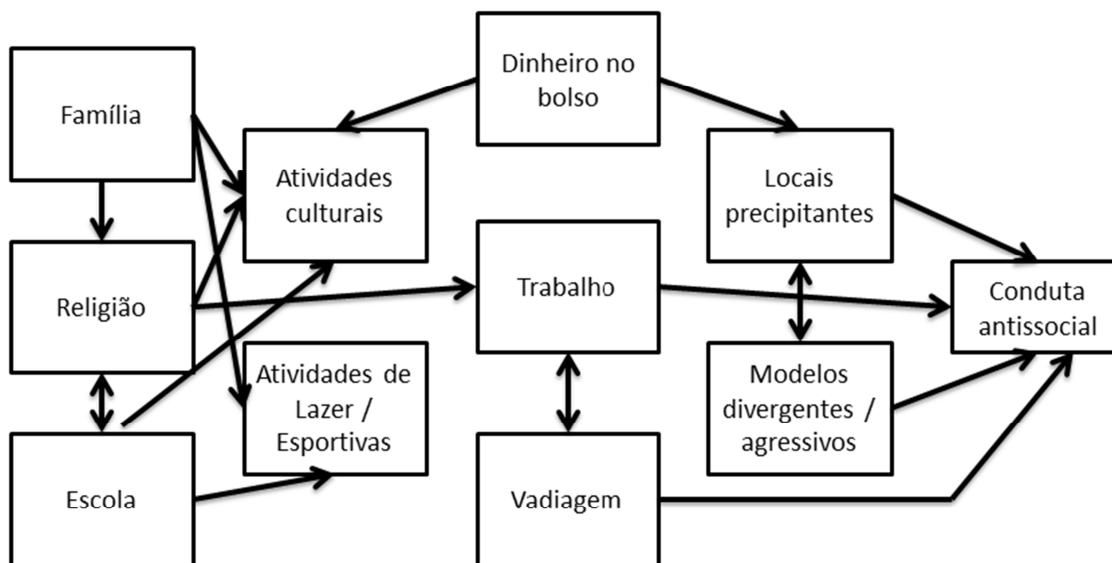 Família
Dinheiro no
bolso
Atividades
culturais
Locais
precipitantes
Religião
Trabalho
Conduta
antissocial
Atividades de
Lazer /
Esportivas
Modelos
divergentes /
agressivos
Escola
Vadiagem